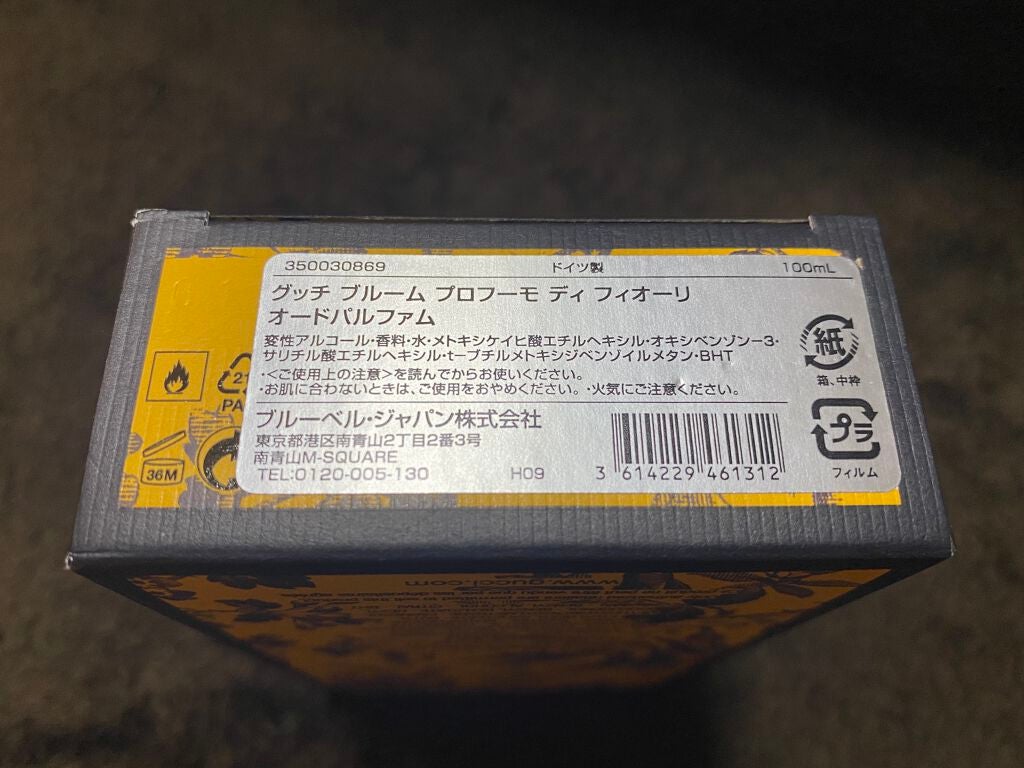 350030869 ドイツ製 100mL
グッチ ブルーム プロフーモ ディ フィオーリ
オードパルファム
変性アルコール・香料・水・メトキシケイヒ酸エチルヘキシル・オキシベンゾン-3・
サリチル酸エチルヘキシル・t-ブチルメトキシジベンゾイルメタン・BHT
・<ご使用上の注意>を読んでからお使いください。
・お肌に合わないときは、ご使用をおやめください。・火気にご注意ください。
ブルーベル・ジャパン株式会社
東京都港区南青山2丁目2番3号
南青山M-SQUARE
TEL:0120-005-130 H09
3 614229 461312
紙
箱、中枠
プラ
フィルム
PA
36M
www.gucci.com